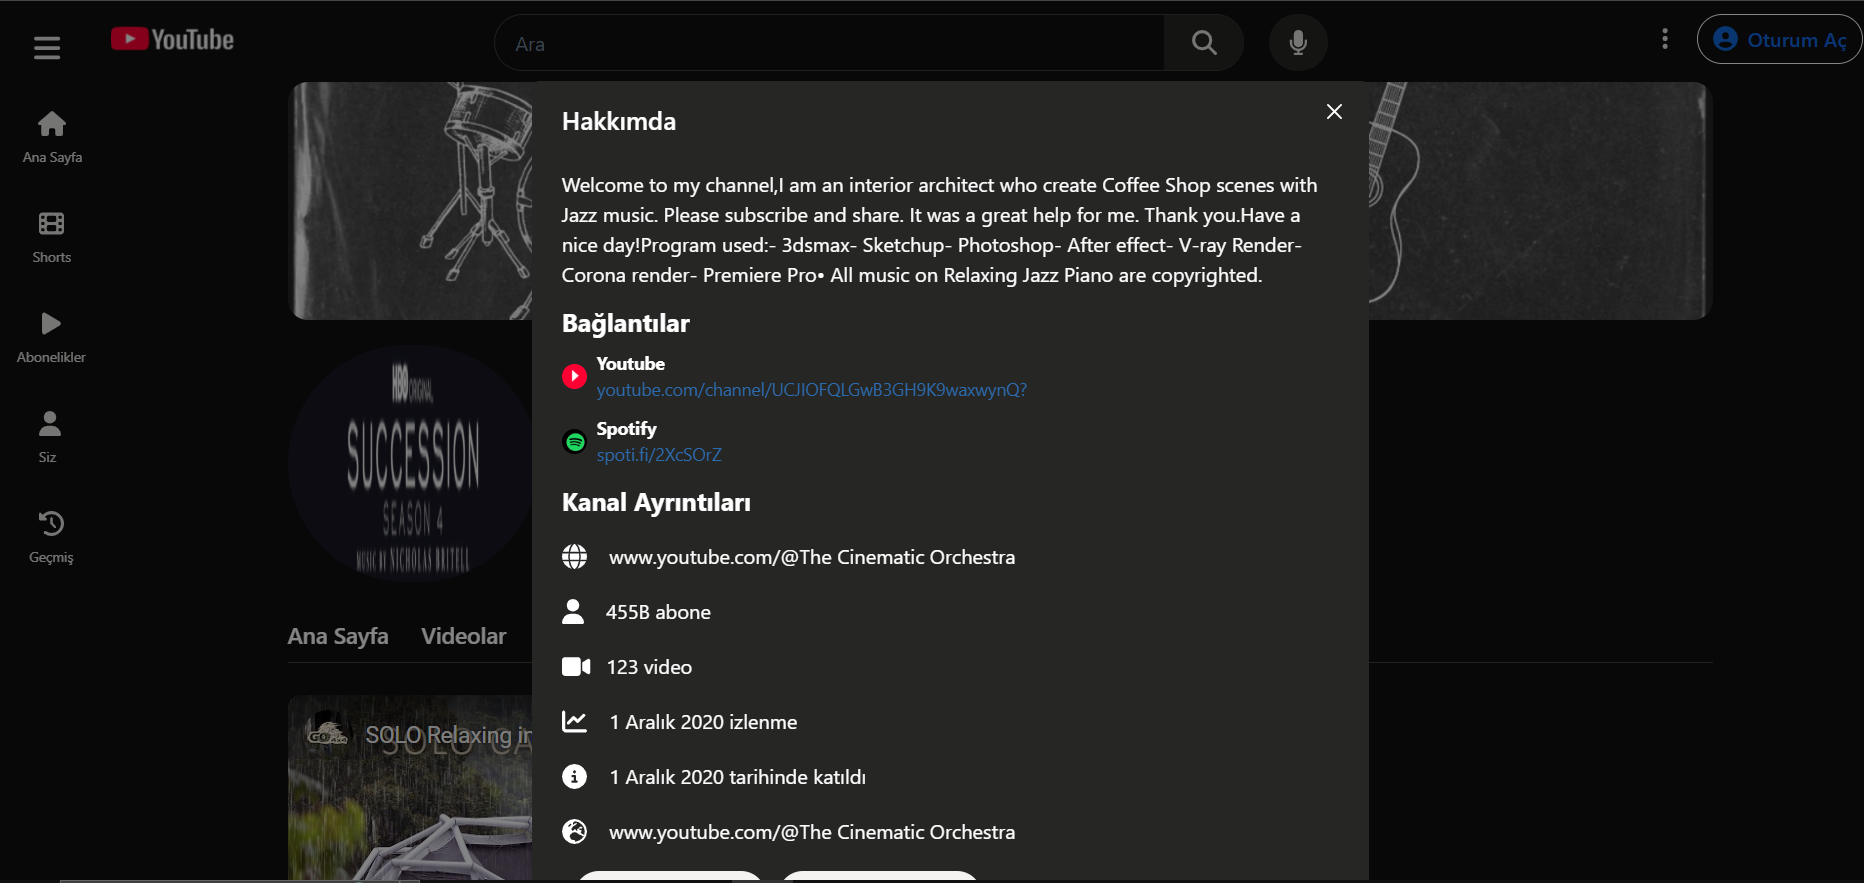 YouTube
Ara
Oturum Aç
Ana Sayfa
Shorts
Abonelikler
Siz
Geçmiş
Hakkımda
Welcome to my channel,I am an interior architect who create Coffee Shop scenes with
Jazz music. Please subscribe and share. It was a great help for me. Thank you.Have a
nice day!Program used:- 3dsmax- Sketchup- Photoshop- After effect- V-ray Render-
Corona render- Premiere Pro• All music on Relaxing Jazz Piano are copyrighted.
Bağlantılar
Youtube
youtube.com/channel/UCJIOFQLGwB3GH9K9waxwynQ?
Spotify
spoti.fi/2XcSOrZ
Kanal Ayrıntıları
www.youtube.com/@The Cinematic Orchestra
455B abone
123 video
1 Aralık 2020 izlenme
1 Aralık 2020 tarihinde katıldı
www.youtube.com/@The Cinematic Orchestra
HBO ORIGINAL
SUCCESSION
SEASON 4
MUSIC BY NICHOLAS BRITELL
Ana Sayfa Videolar
SOLO Relaxing in
SOLO CA